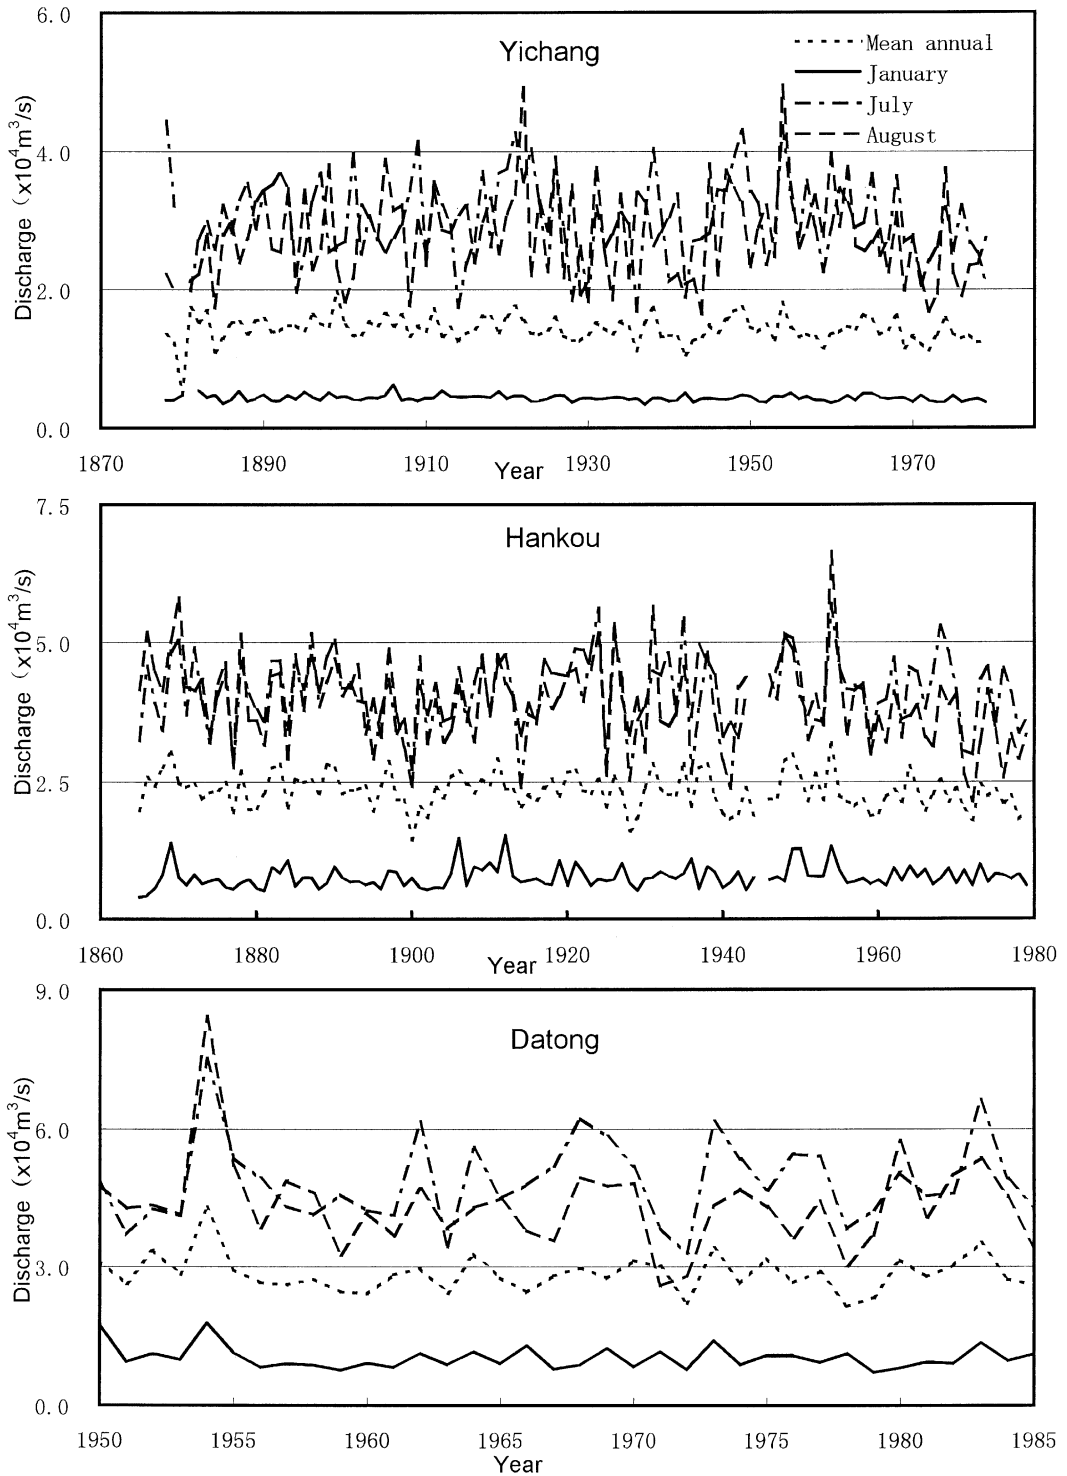 6.0
Yichang
Mean annual
January
July
August
4.0
2.0
0.0
Discharge (x10⁴m³/s)
1870 1890 1910 1930 1950 1970
Year
7.5
Hankou
5.0
2.5
0.0
Discharge (x10⁴m³/s)
1860 1880 1900 1920 1940 1960 1980
Year
9.0
Datong
6.0
3.0
0.0
Discharge (x10⁴m³/s)
1950 1955 1960 1965 1970 1975 1980 1985
Year